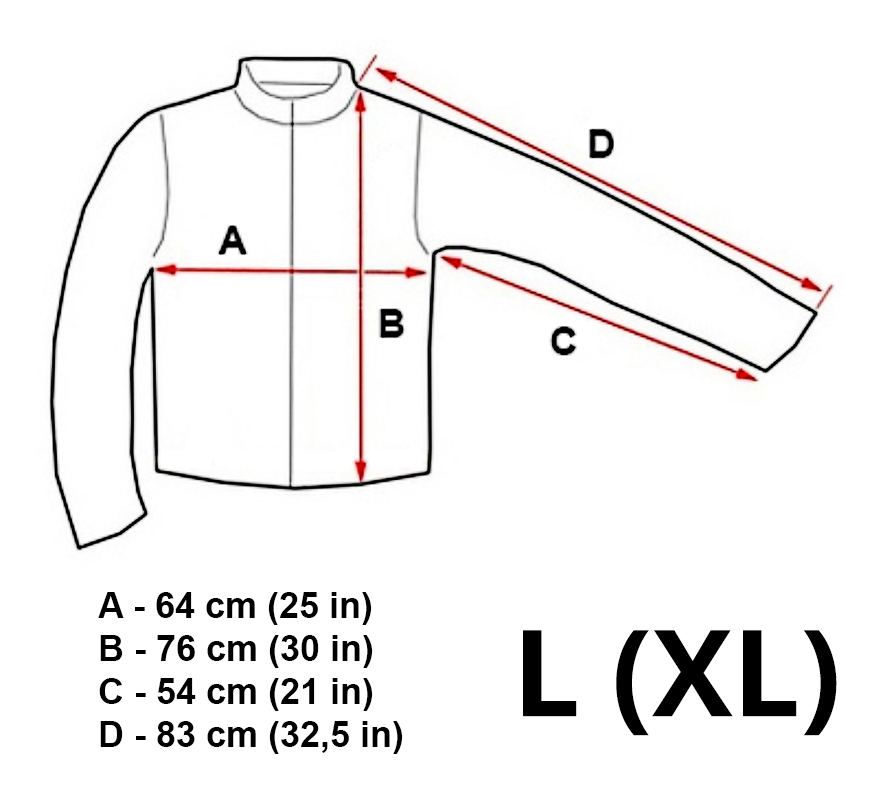 D
A
B
C
A - 64 cm (25 in)
B - 76 cm (30 in)
C - 54 cm (21 in)
D - 83 cm (32,5 in)
L (XL)